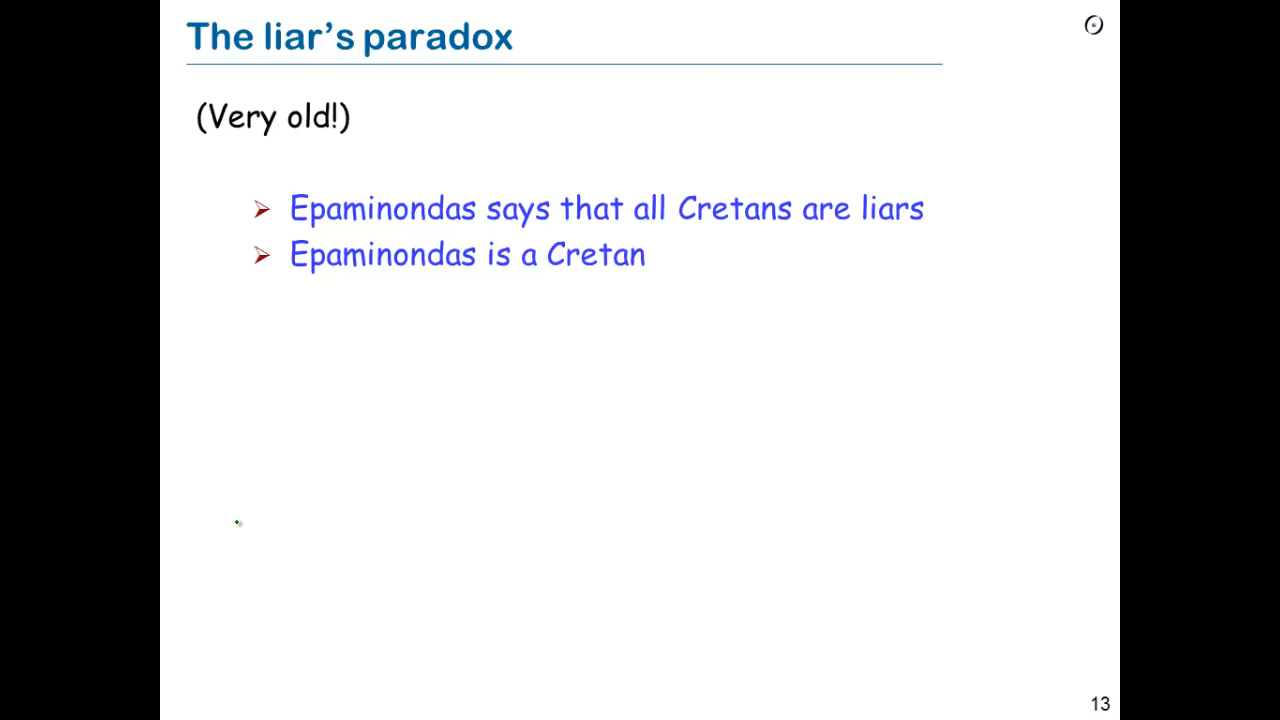 The liar’s paradox
(Very old!)
Epaminondas says that all Cretans are liars
Epaminondas is a Cretan
13